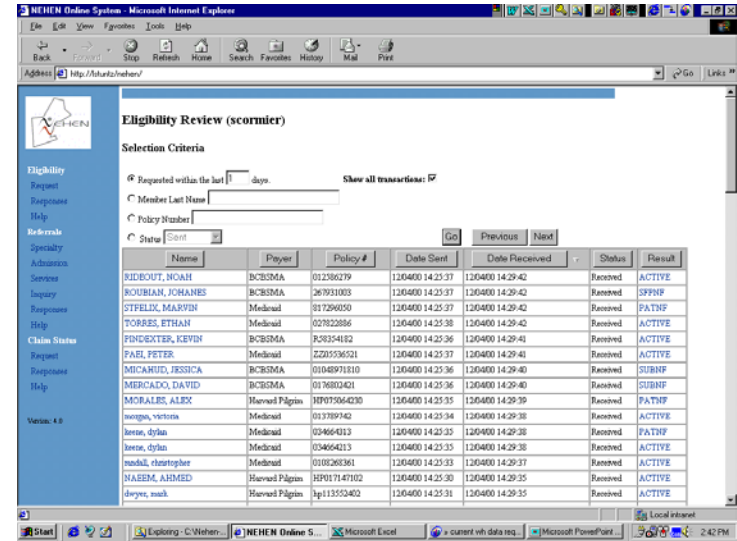 NEHEN Online System - Microsoft Internet Explorer
File Edit View Favorites Tools Help
Back Forward Stop Refresh Home Search Favorites History Mail Print
Address http://lstuntz/nehen/ Go Links »
NEHEN
Eligibility Review (scormier)
Selection Criteria
Requested within the last 1 days. Show all transactions:
Member Last Name
Policy Number
Status Sent Go Previous Next
Eligibility
Request
Responses
Help
Referrals
Specialty
Admission
Services
Inquiry
Responses
Help
Claim Status
Request
Responses
Help
Version: 4.0
Name Payer Policy # Date Sent Date Received Status Result
RIDEOUT, NOAH BCBSMA 012586279 12/04/00 14:25:37 12/04/00 14:29:42 Received ACTIVE
ROUBIAN, JOHANES BCBSMA 267931003 12/04/00 14:25:37 12/04/00 14:29:42 Received SFPNF
STFELIX, MARVIN Medicaid 817296050 12/04/00 14:25:37 12/04/00 14:29:42 Received PATNF
TORRES, ETHAN Medicaid 027822886 12/04/00 14:25:38 12/04/00 14:29:42 Received ACTIVE
PINDEXTER, KEVIN BCBSMA R58354182 12/04/00 14:25:36 12/04/00 14:29:41 Received ACTIVE
PAEI, PETER Medicaid ZZ05536521 12/04/00 14:25:37 12/04/00 14:29:41 Received ACTIVE
MICAHUD, JESSICA BCBSMA 01048971810 12/04/00 14:25:36 12/04/00 14:29:40 Received SUBNF
MERCADO, DAVID BCBSMA 0176802421 12/04/00 14:25:36 12/04/00 14:29:40 Received SUBNF
MORALES, ALEX Harvard Pilgrim HP075064230 12/04/00 14:25:35 12/04/00 14:29:39 Received PATNF
morgan, victoria Medicaid 013789742 12/04/00 14:25:34 12/04/00 14:29:38 Received ACTIVE
keene, dylan Medicaid 034664313 12/04/00 14:25:35 12/04/00 14:29:38 Received PATNF
keene, dylan Medicaid 034664213 12/04/00 14:25:35 12/04/00 14:29:38 Received ACTIVE
randall, christopher Medicaid 0108268361 12/04/00 14:25:33 12/04/00 14:29:37 Received ACTIVE
NAEEM, AHMED Harvard Pilgrim HP017147102 12/04/00 14:25:30 12/04/00 14:29:35 Received ACTIVE
dwyer, mark Harvard Pilgrim hp113552402 12/04/00 14:25:31 12/04/00 14:29:35 Received ACTIVE
Local intranet
Start Exploring - C:\Nehen-... NEHEN Online S... Microsoft Excel » current wh data req... Microsoft PowerPoint ... 2:42 PM